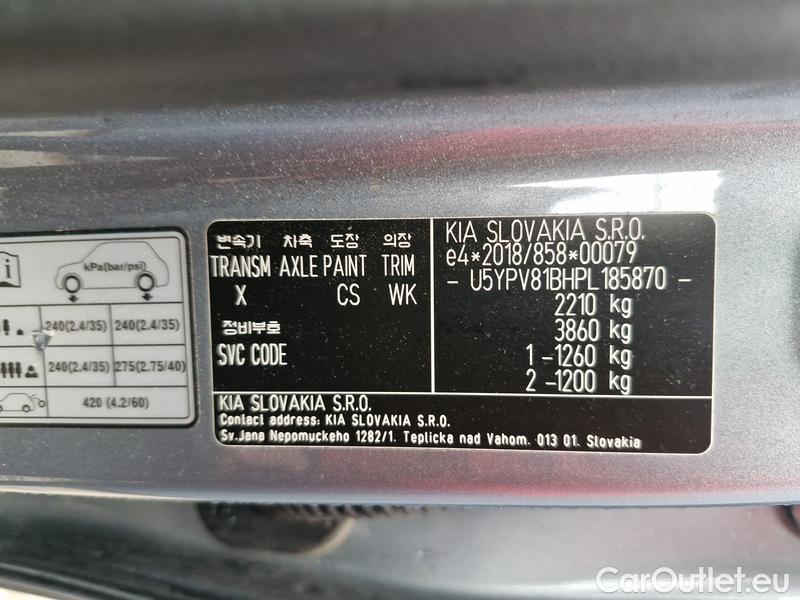 i
kPa(bar/psi)
240(2.4/35) 240(2.4/35)
240(2.4/35) 275(2.75/40)
420 (4.2/60)
변속기 차축 도장 의장
TRANSM AXLE PAINT TRIM
X CS WK
정비부호
SVC CODE
KIA SLOVAKIA S.R.O.
e4*2018/858*00079
- U5YPV81BHPL185870 -
2210 kg
3860 kg
1 -1260 kg
2 -1200 kg
KIA SLOVAKIA S.R.O.
Contact address: KIA SLOVAKIA S.R.O.
Sv.Jana Nepomuckeho 1282/1. Teplicka nad Vahom. 013 01. Slovakia
CarOutlet.eu